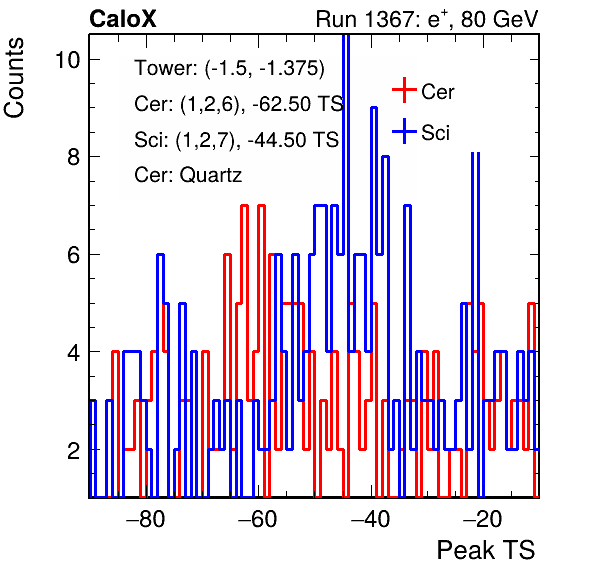 CaloX
Run 1367: e+, 80 GeV
Counts
10
8
6
4
2
Tower: (-1.5, -1.375)
Cer: (1,2,6), -62.50 TS
Sci: (1,2,7), -44.50 TS
Cer: Quartz
Cer
Sci
−80
−60
−40
−20
Peak TS